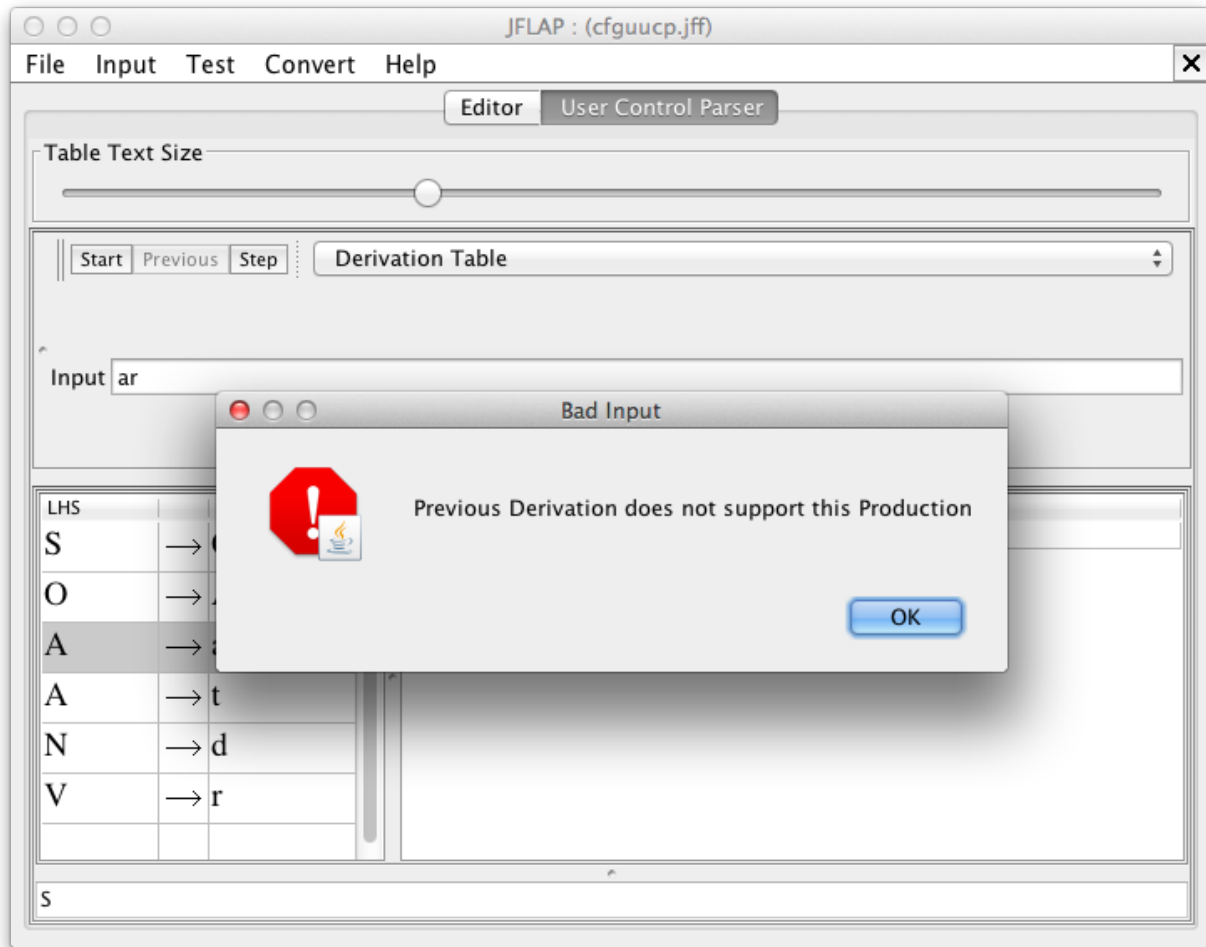 JFLAP : (cfguucp.jff)
File Input Test Convert Help
Editor User Control Parser
Table Text Size
Start Previous Step Derivation Table
Input ar
Bad Input
Previous Derivation does not support this Production
OK
LHS
S →
O →
A →
A → t
N → d
V → r
S